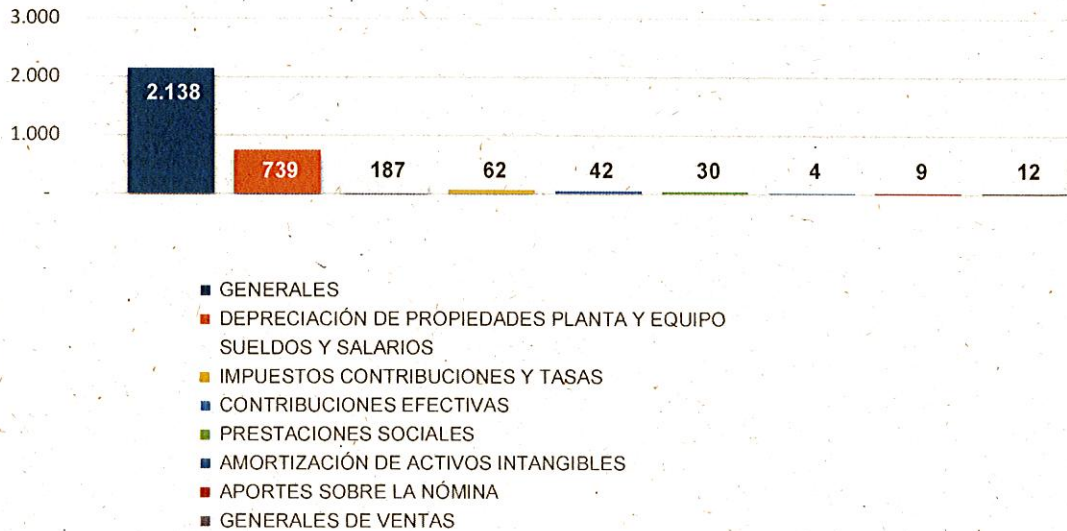 3.000
2.000
1.000
-
2.138
739
187
62
42
30
4
9
12
GENERALES
DEPRECIACIÓN DE PROPIEDADES PLANTA Y EQUIPO
SUELDOS Y SALARIOS
IMPUESTOS CONTRIBUCIONES Y TASAS
CONTRIBUCIONES EFECTIVAS
PRESTACIONES SOCIALES
AMORTIZACIÓN DE ACTIVOS INTANGIBLES
APORTES SOBRE LA NÓMINA
GENERALES DE VENTAS